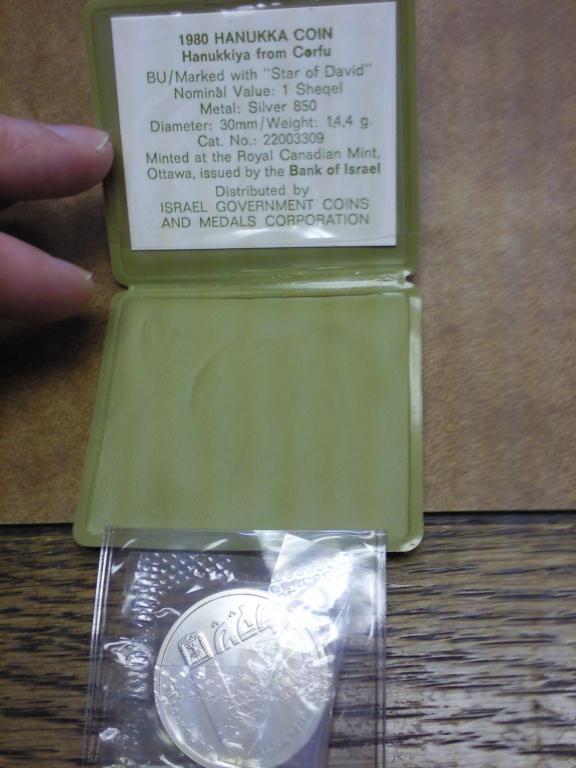 1980 HANUKKA COIN
Hanukkiya from Corfu
BU/Marked with "Star of David"
Nominal Value: 1 Sheqel
Metal: Silver 850
Diameter: 30mm/Weight: 14,4 g.
Cat. No.: 22003309
Minted at the Royal Canadian Mint,
Ottawa, issued by the Bank of Israel
Distributed by
ISRAEL GOVERNMENT COINS
AND MEDALS CORPORATION